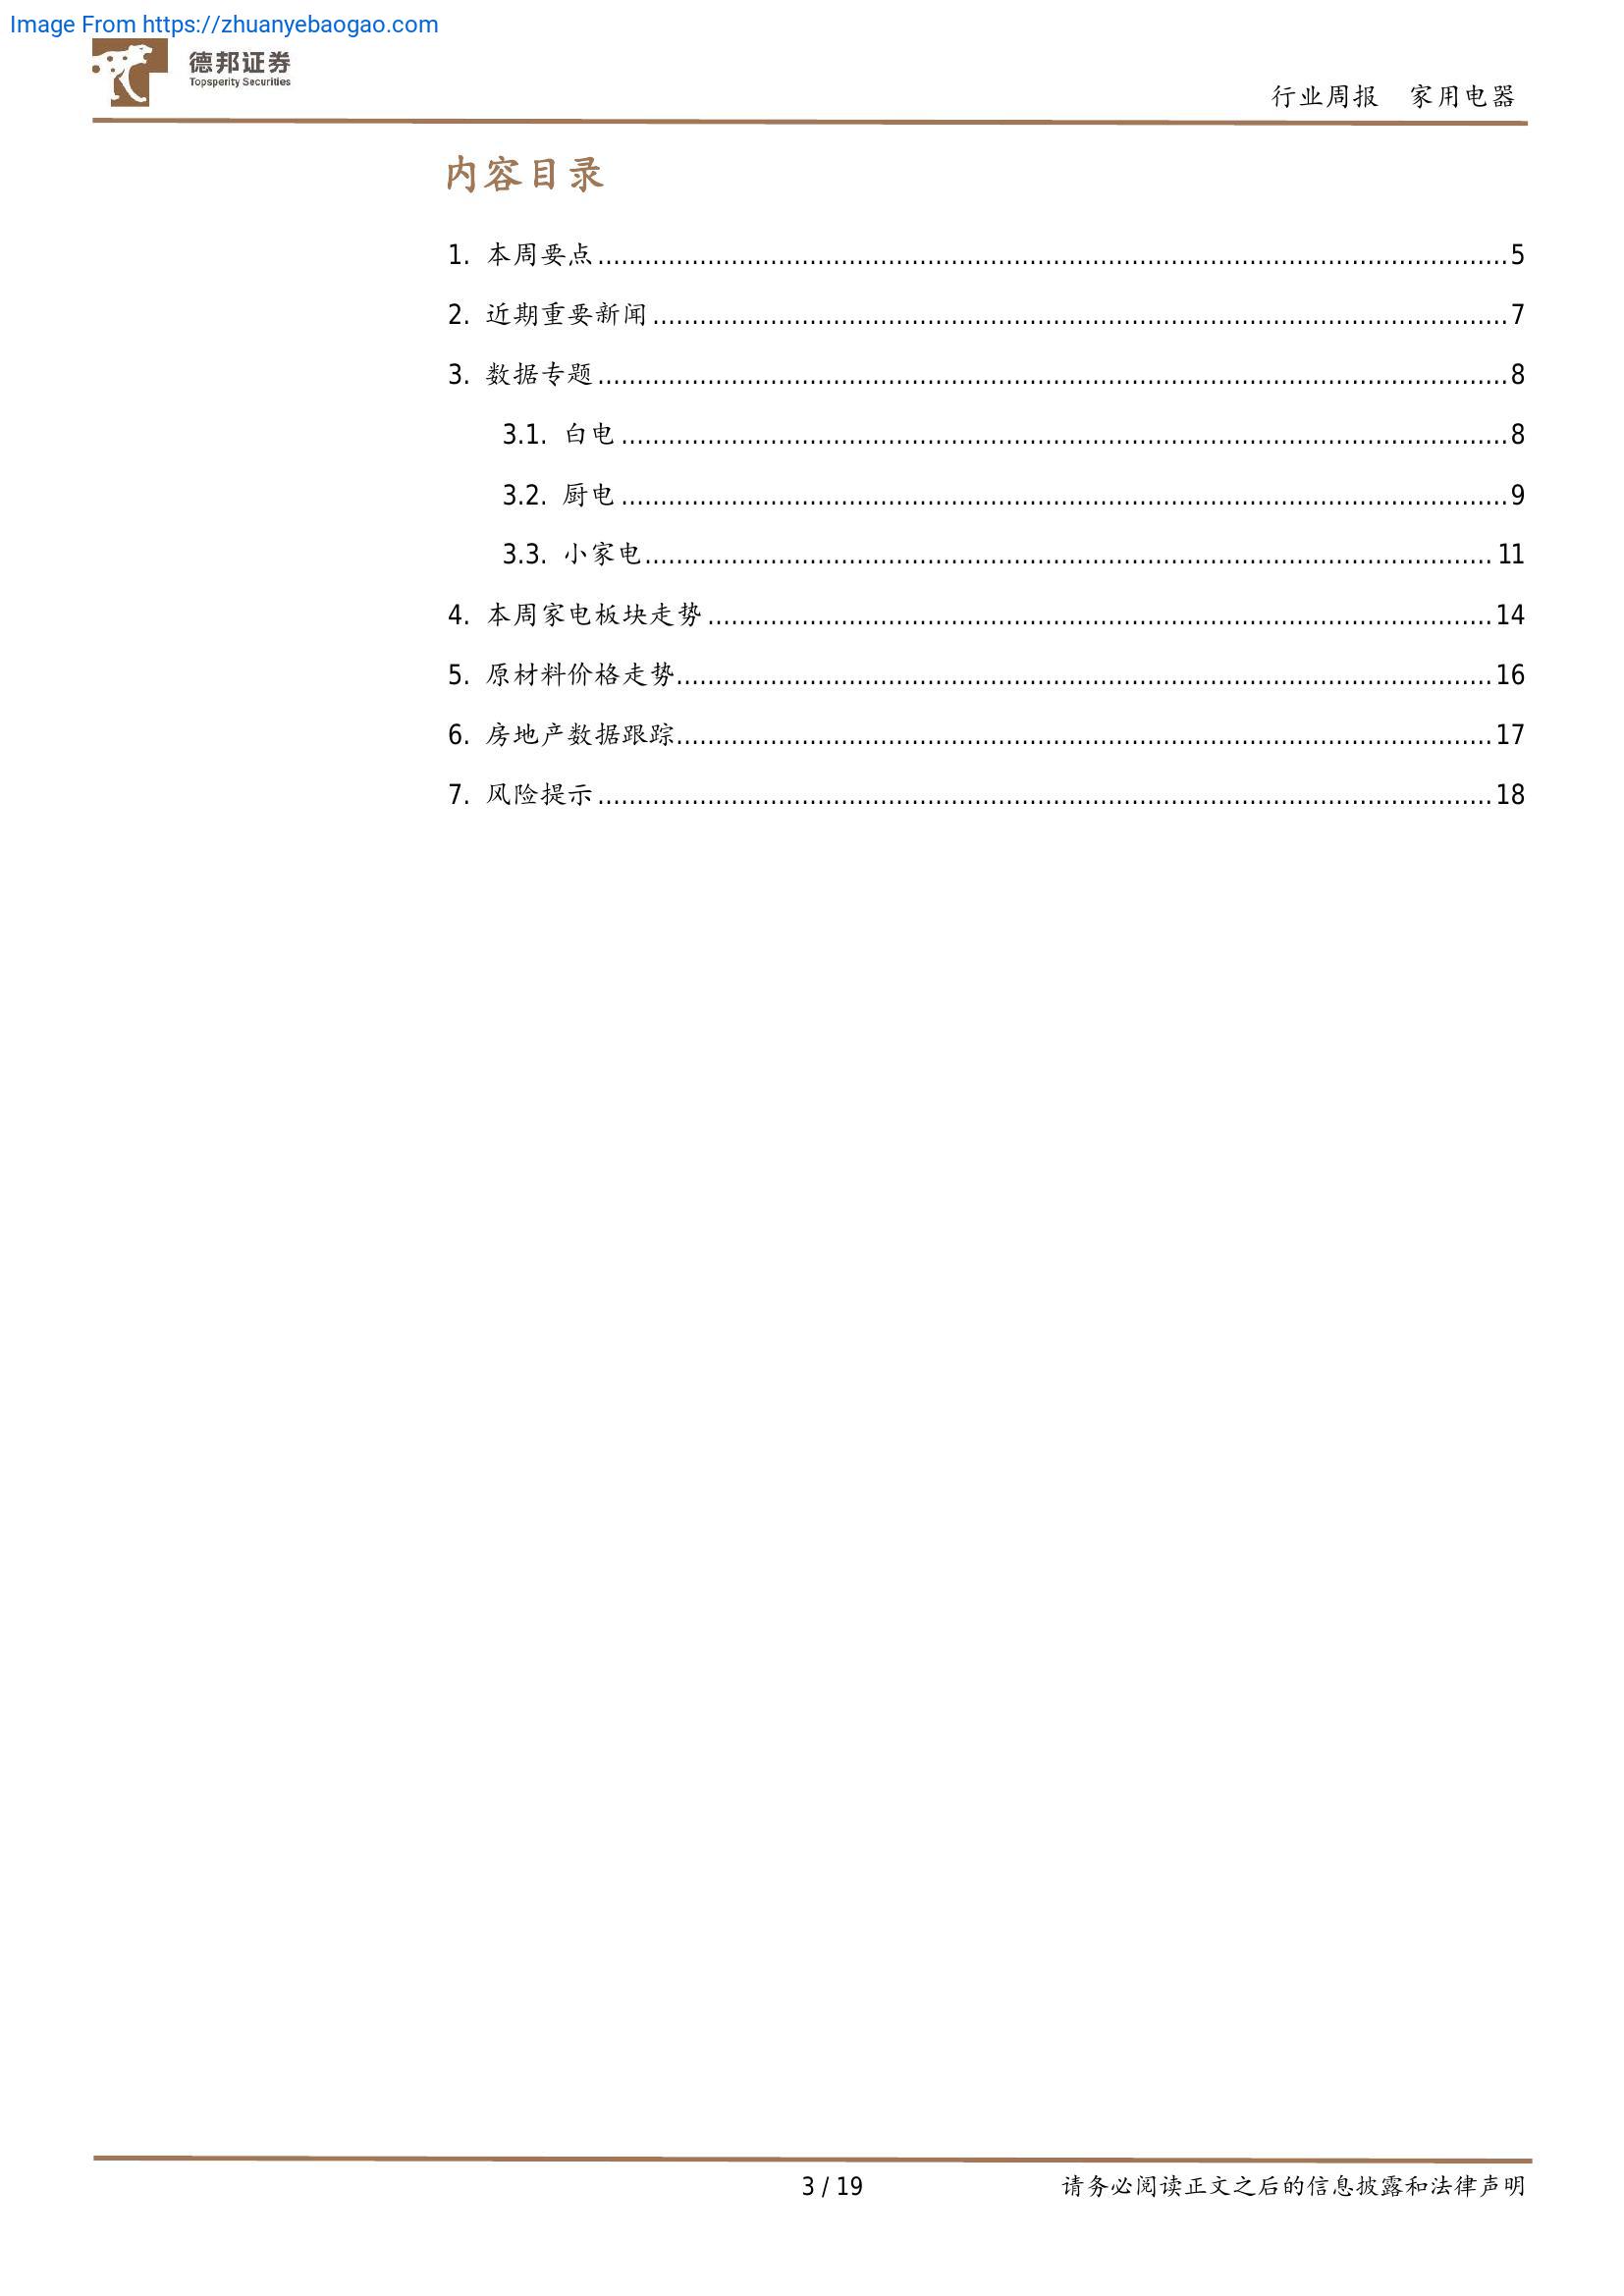 Image From https://zhuanyebaogao.com
德邦证券
Topsperity Securities
行业周报 家用电器
内容目录
1. 本周要点 5
2. 近期重要新闻 7
3. 数据专题 8
3.1. 白电 8
3.2. 厨电 9
3.3. 小家电 11
4. 本周家电板块走势 14
5. 原材料价格走势 16
6. 房地产数据跟踪 17
7. 风险提示 18
3 / 19
请务必阅读正文之后的信息披露和法律声明